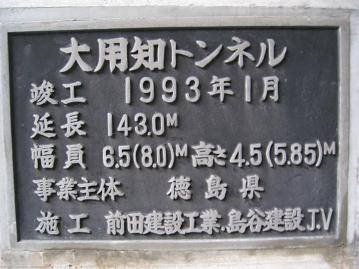 大用知トンネル
竣工 1993年1月
延長 143.0M
幅員 6.5(8.0)M 高さ4.5(5.85)M
事業主体 徳島県
施工 前田建設工業.島谷建設J.V